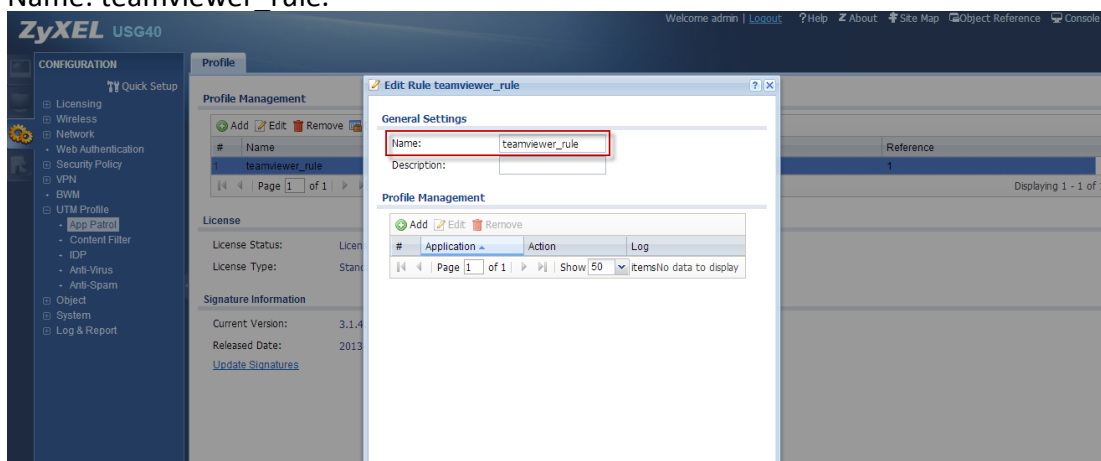 Name: teamviewer_rule.
ZyXEL USG40
Welcome admin | Logout ?Help Z About Site Map Object Reference Console
CONFIGURATION
Quick Setup
Licensing
Wireless
Network
Web Authentication
Security Policy
VPN
BWM
UTM Profile
App Patrol
Content Filter
IDP
Anti-Virus
Anti-Spam
Object
System
Log & Report
Profile
Profile Management
Add Edit Remove
# Name Reference
1 teamviewer_rule 1
Page 1 of 1
Displaying 1 - 1 of
License
License Status:
License Type:
Signature Information
Current Version: 3.1.4
Released Date: 2013
Update Signatures
Edit Rule teamviewer_rule
General Settings
Name: teamviewer_rule
Description:
Profile Management
Add Edit Remove
# Application Action Log
Page 1 of 1 Show 50 itemsNo data to display